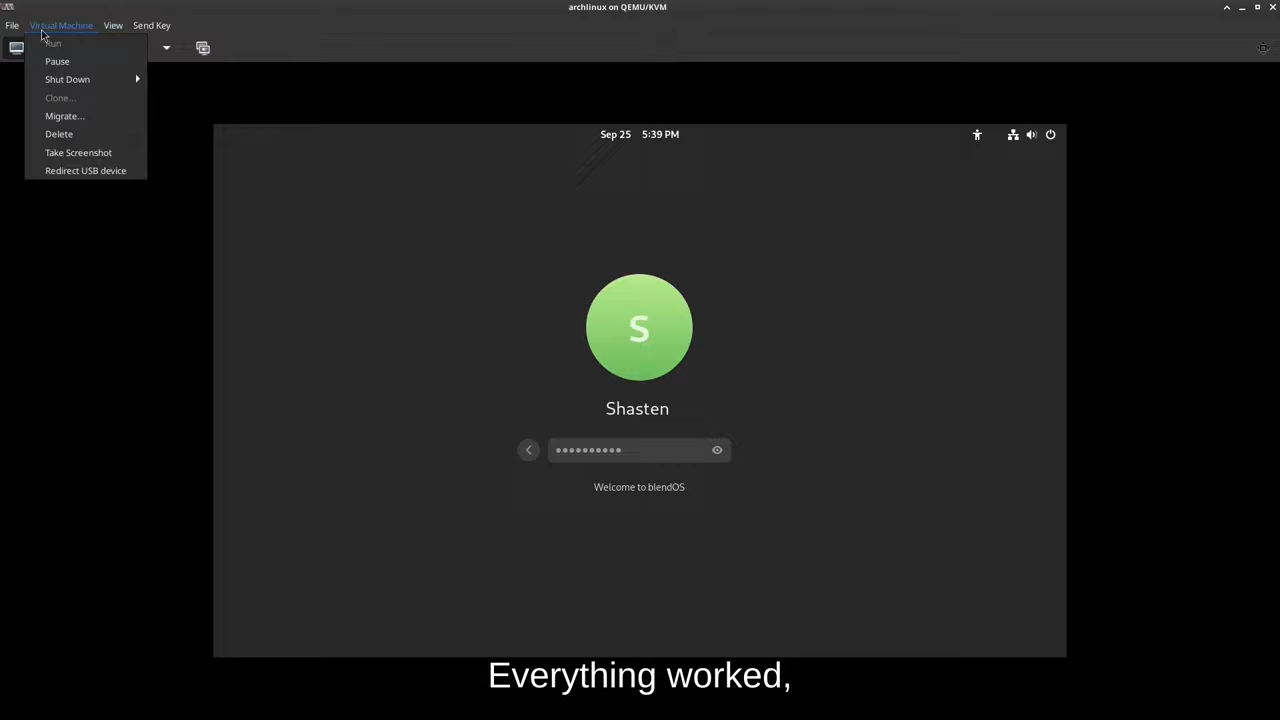 archlinux on QEMU/KVM
File Virtual Machine View Send Key
Run
Pause
Shut Down
Clone...
Migrate...
Delete
Take Screenshot
Redirect USB device
Sep 25 5:39 PM
S
Shasten
Welcome to blendOS
Everything worked,